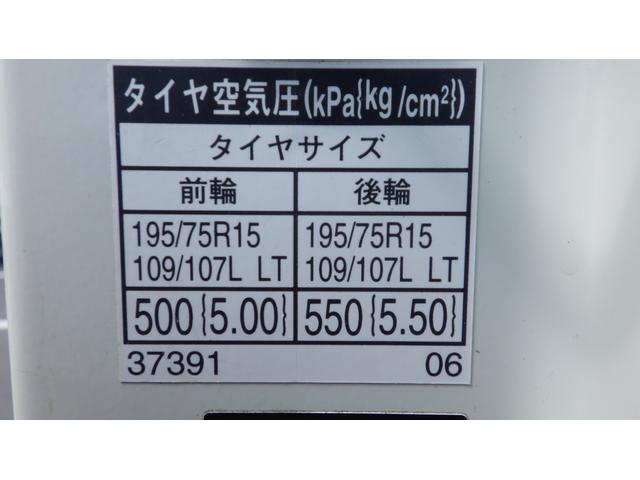 タイヤ空気圧(kPa{kg/cm²})
タイヤサイズ
前輪 後輪
195/75R15 195/75R15
109/107L LT 109/107L LT
500{5.00} 550{5.50}
37391 06